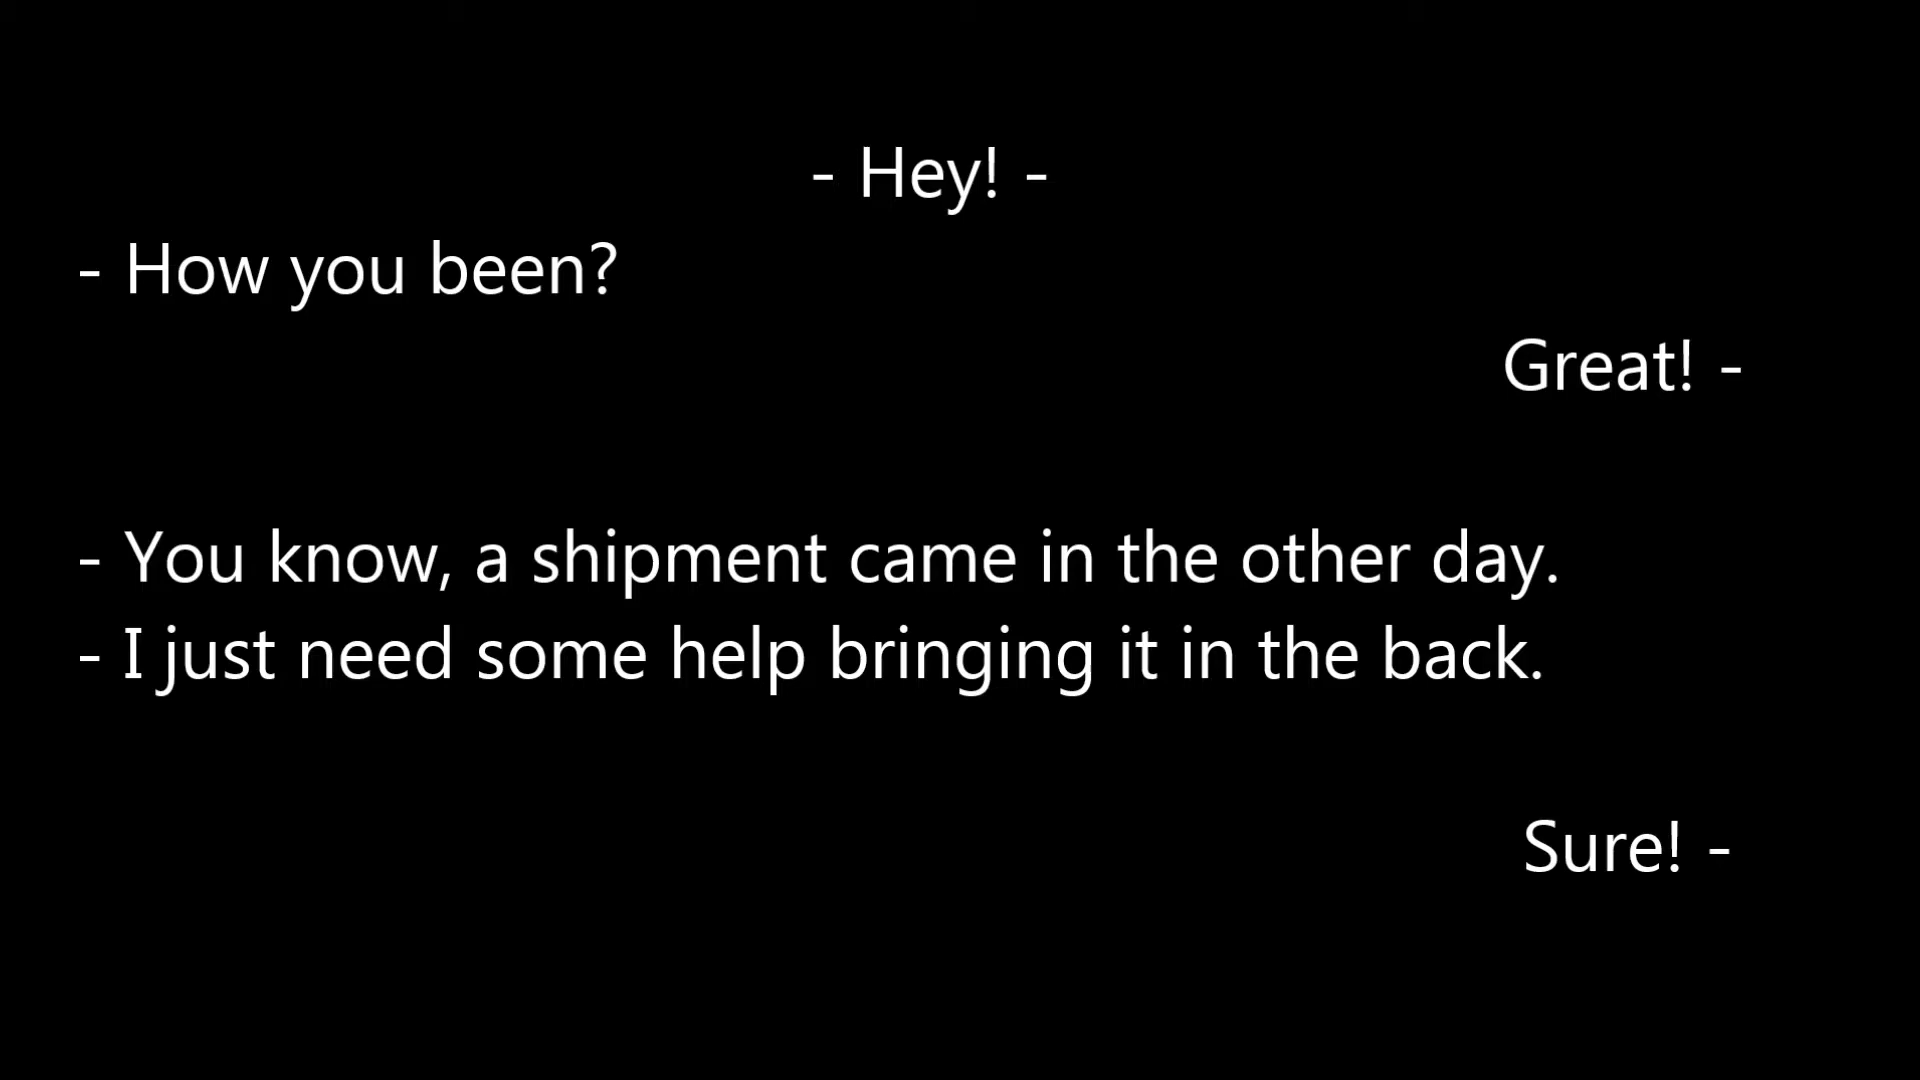 - Hey! -
- How you been?
Great! -
- You know, a shipment came in the other day.
- I just need some help bringing it in the back.
Sure! -